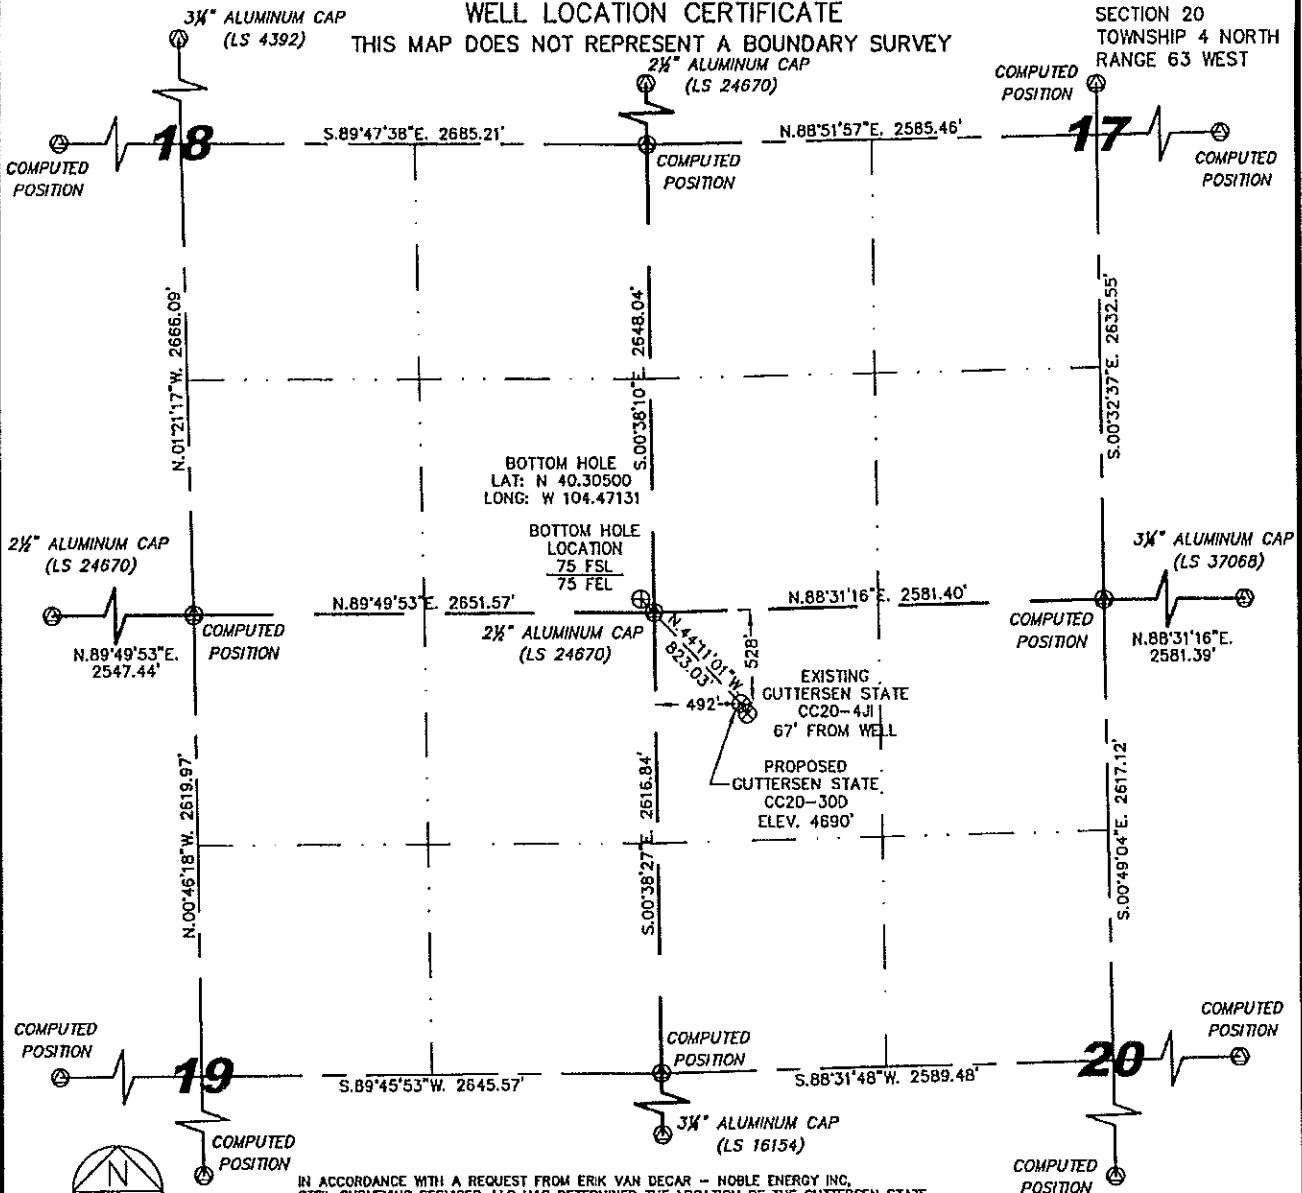 WELL LOCATION CERTIFICATE
THIS MAP DOES NOT REPRESENT A BOUNDARY SURVEY
SECTION 20
TOWNSHIP 4 NORTH
RANGE 63 WEST
3¼" ALUMINUM CAP
(LS 4392)
2½" ALUMINUM CAP
(LS 24670)
COMPUTED
POSITION
18
S.89°47'38"E. 2685.21'
N.88°51'57"E. 2585.46'
17
COMPUTED
POSITION
COMPUTED
POSITION
COMPUTED
POSITION
N.01°21'17"W. 2666.09'
S.00°38'10"E. 2648.04'
S.00°32'37"E. 2632.55'
BOTTOM HOLE
LAT: N 40.30500
LONG: W 104.47131
BOTTOM HOLE
LOCATION
75 FSL
75 FEL
2½" ALUMINUM CAP
(LS 24670)
3¼" ALUMINUM CAP
(LS 37068)
N.89°49'53"E. 2651.57'
N.88°31'16"E. 2581.40'
COMPUTED
POSITION
N.89°49'53"E.
2547.44'
2½" ALUMINUM CAP
(LS 24670)
COMPUTED
POSITION
N.88°31'16"E.
2581.39'
N.44°11'01"W
823.03'
528'
492'
EXISTING
GUTTERSEN STATE
CC20-4JI
67' FROM WELL
PROPOSED
GUTTERSEN STATE
CC20-30D
ELEV. 4690'
N.00°46'18"W. 2619.97'
S.00°38'27"E. 2616.84'
S.00°49'04"E. 2617.12'
COMPUTED
POSITION
19
S.89°45'53"W. 2645.57'
COMPUTED
POSITION
S.88°31'48"W. 2589.48'
20
COMPUTED
POSITION
COMPUTED
POSITION
3¼" ALUMINUM CAP
(LS 16154)
COMPUTED
POSITION
N
IN ACCORDANCE WITH A REQUEST FROM ERIK VAN DECAR - NOBLE ENERGY INC,